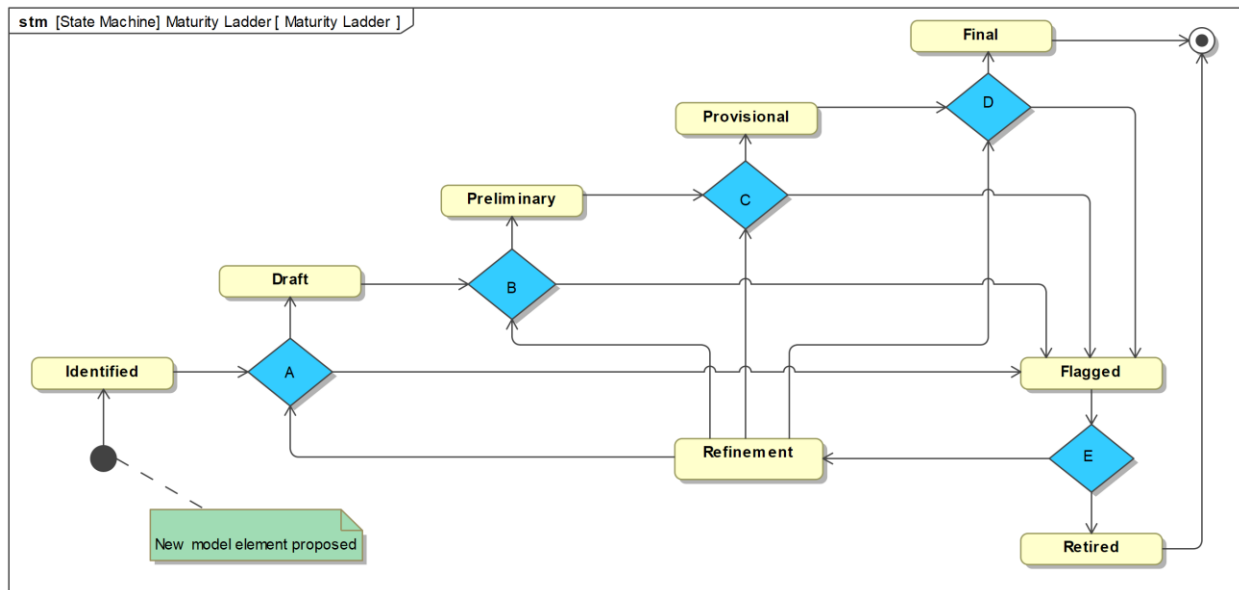 stm [State Machine] Maturity Ladder [ Maturity Ladder ]
Final
D
Provisional
C
Preliminary
B
Draft
A
Identified
Flagged
Refinement
E
New model element proposed
Retired